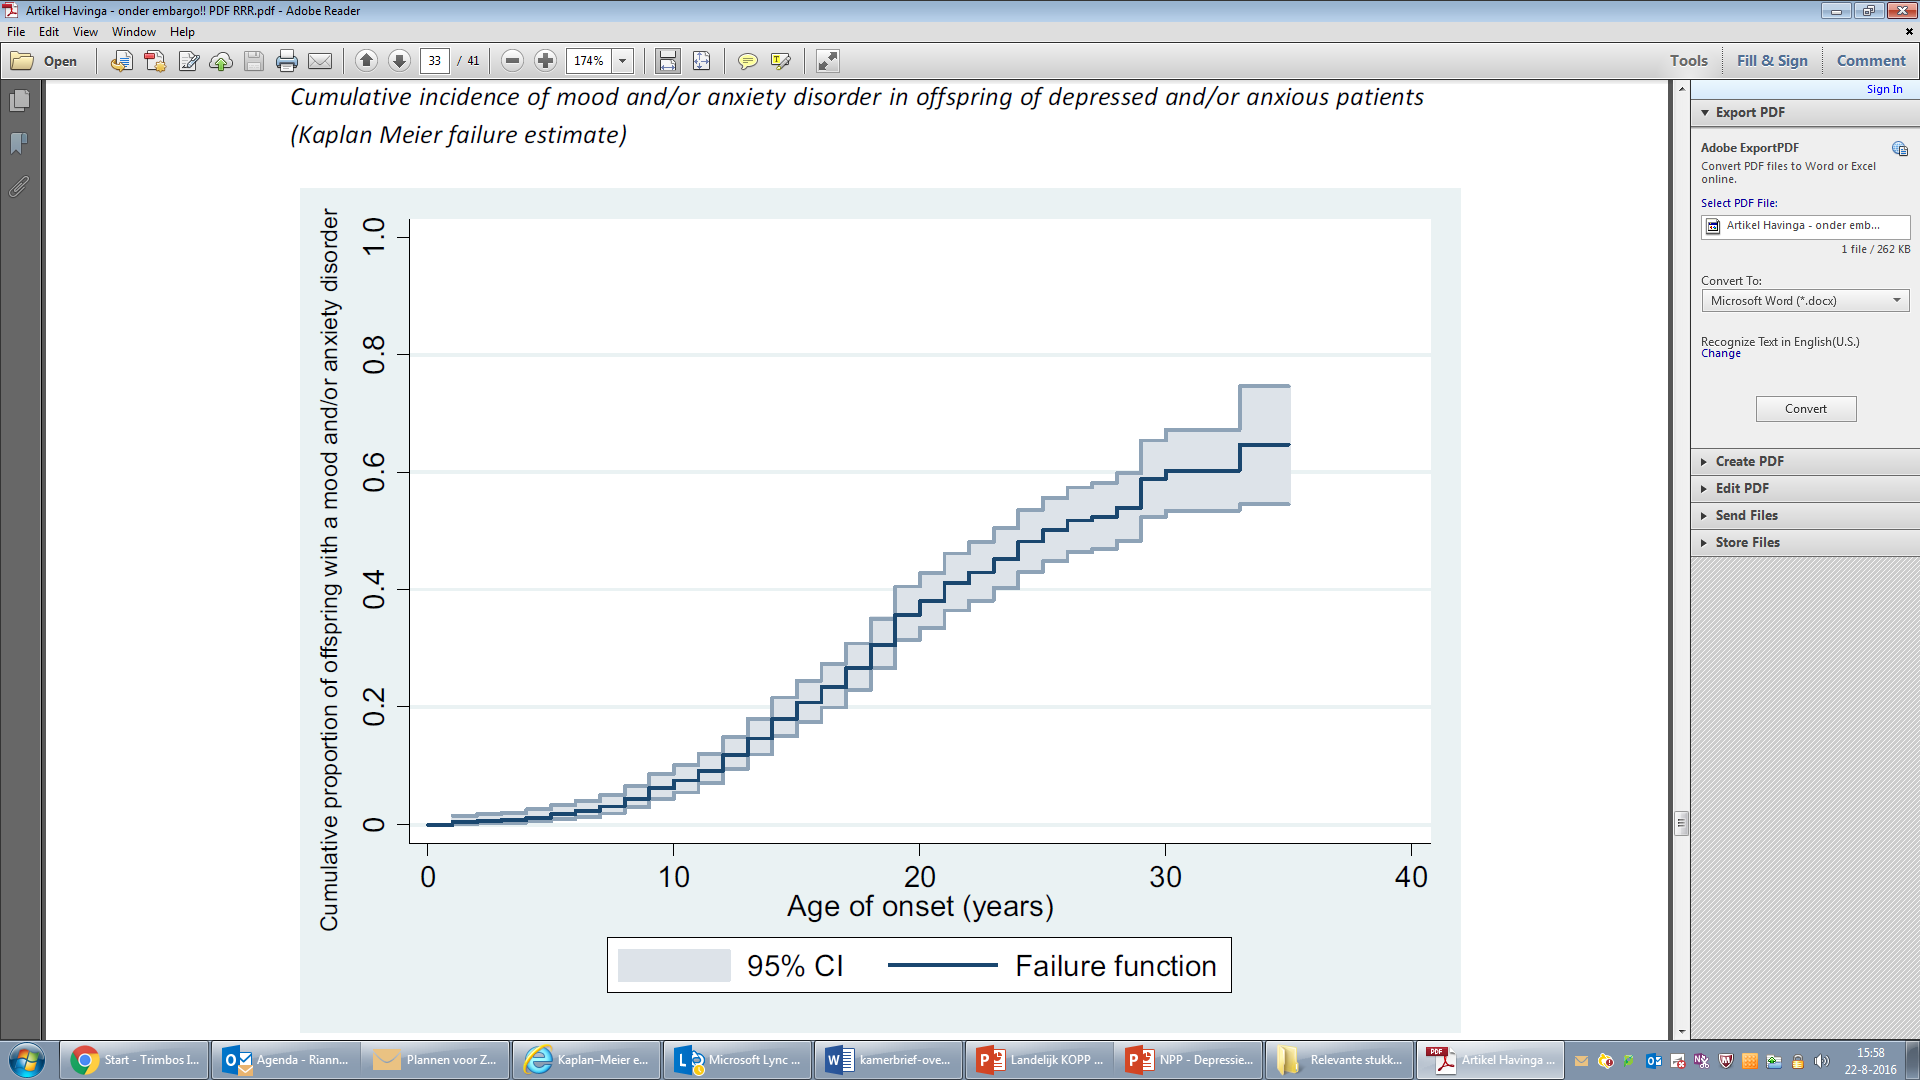 Artikel Havinga - onder embargo!! PDF RRR.pdf - Adobe Reader
File Edit View Window Help
Open 33 / 41 174% Tools Fill & Sign Comment
Sign In
Export PDF
Adobe ExportPDF
Convert PDF files to Word or Excel
online.
Select PDF File:
Artikel Havinga - onder emb...
1 file / 262 KB
Convert To:
Microsoft Word (*.docx)
Recognize Text in English(U.S.)
Change
Convert
Create PDF
Edit PDF
Send Files
Store Files
Cumulative incidence of mood and/or anxiety disorder in offspring of depressed and/or anxious patients
(Kaplan Meier failure estimate)
Cumulative proportion of offspring with a mood and/or anxiety disorder
1.0
0.8
0.6
0.4
0.2
0
0 10 20 30 40
Age of onset (years)
95% CI Failure function
Start - Trimbos I... Agenda - Riann... Plannen voor Z... Kaplan–Meier e... Microsoft Lync ... kamerbrief-ove... Landelijk KOPP ... NPP - Depressie... Relevante stukk... Artikel Havinga ...
15:58
22-8-2016